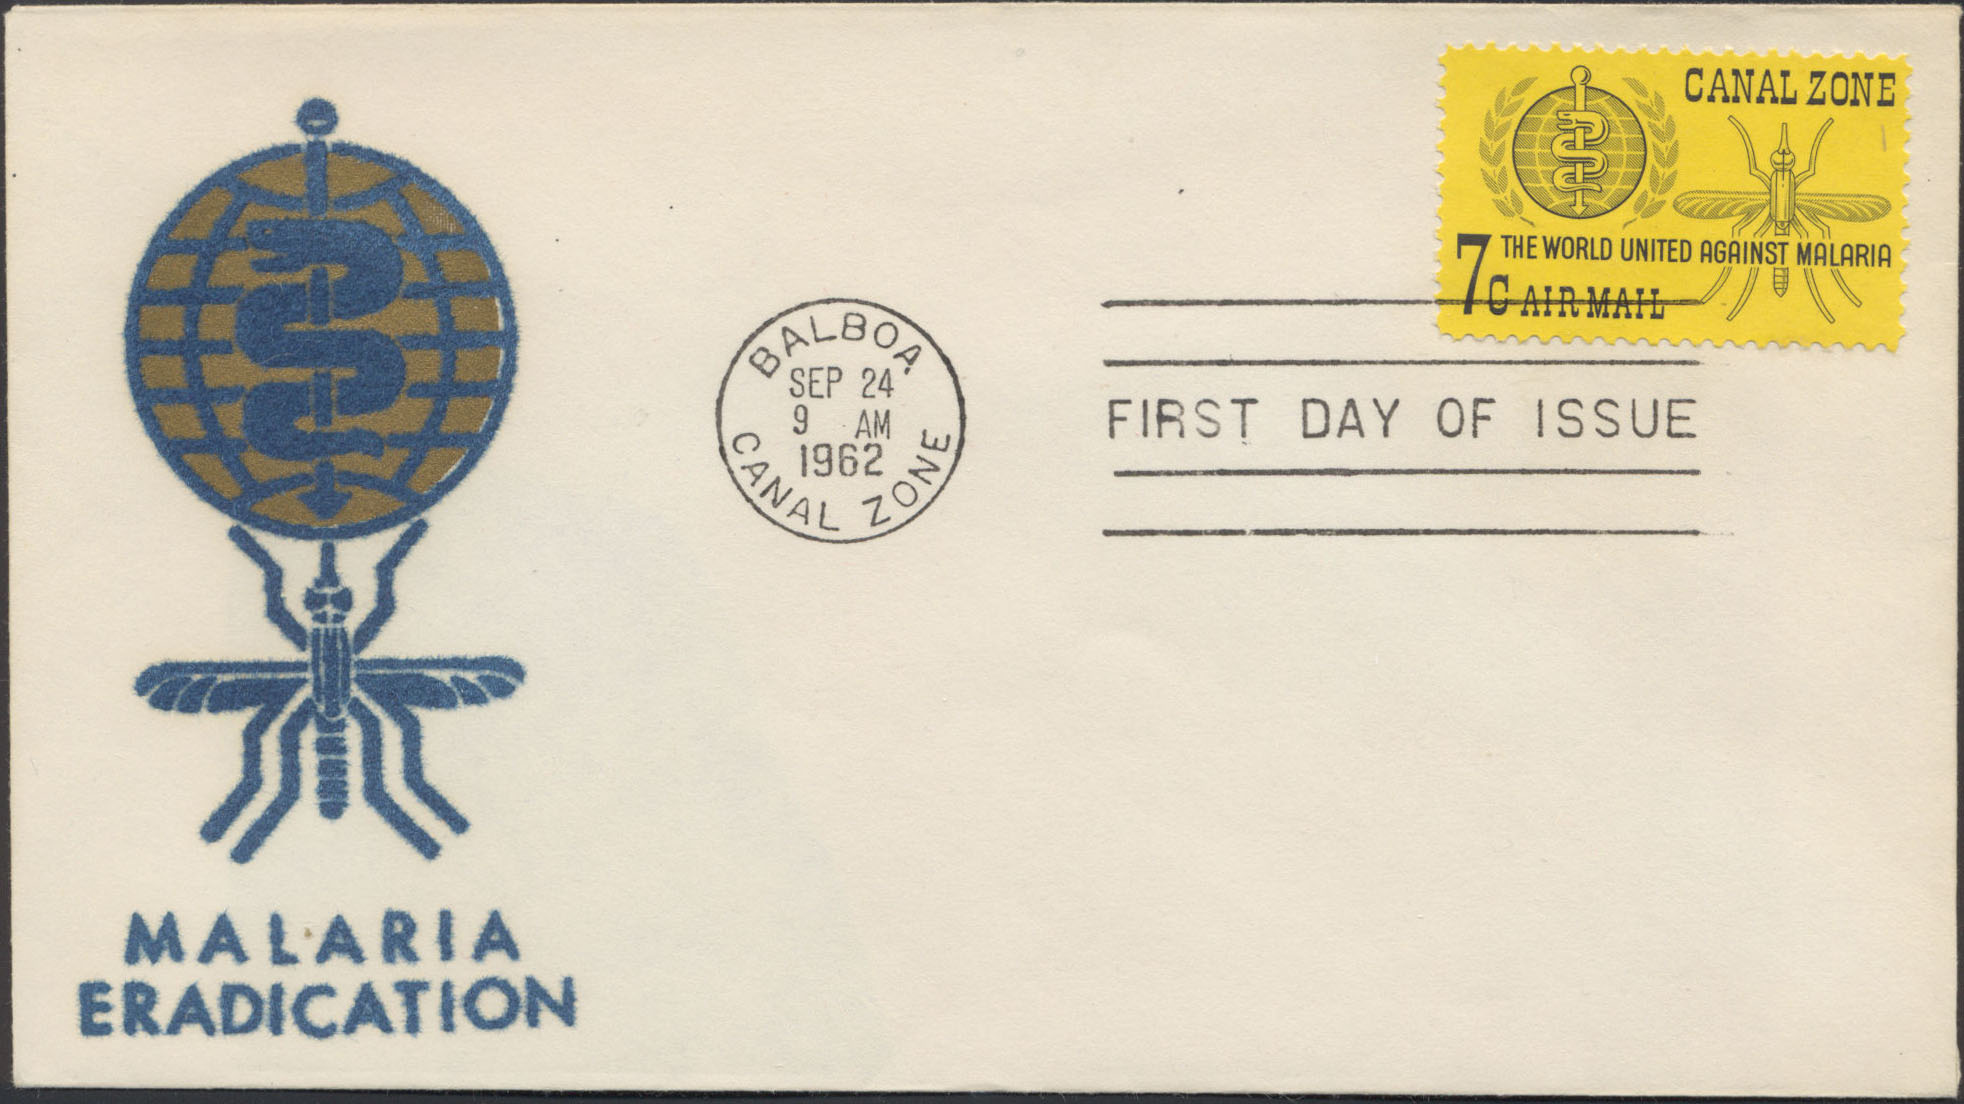 CANAL ZONE
THE WORLD UNITED AGAINST MALARIA
7c AIR MAIL
BALBOA
SEP 24
9 AM
1962
CANAL ZONE
FIRST DAY OF ISSUE
MALARIA
ERADICATION